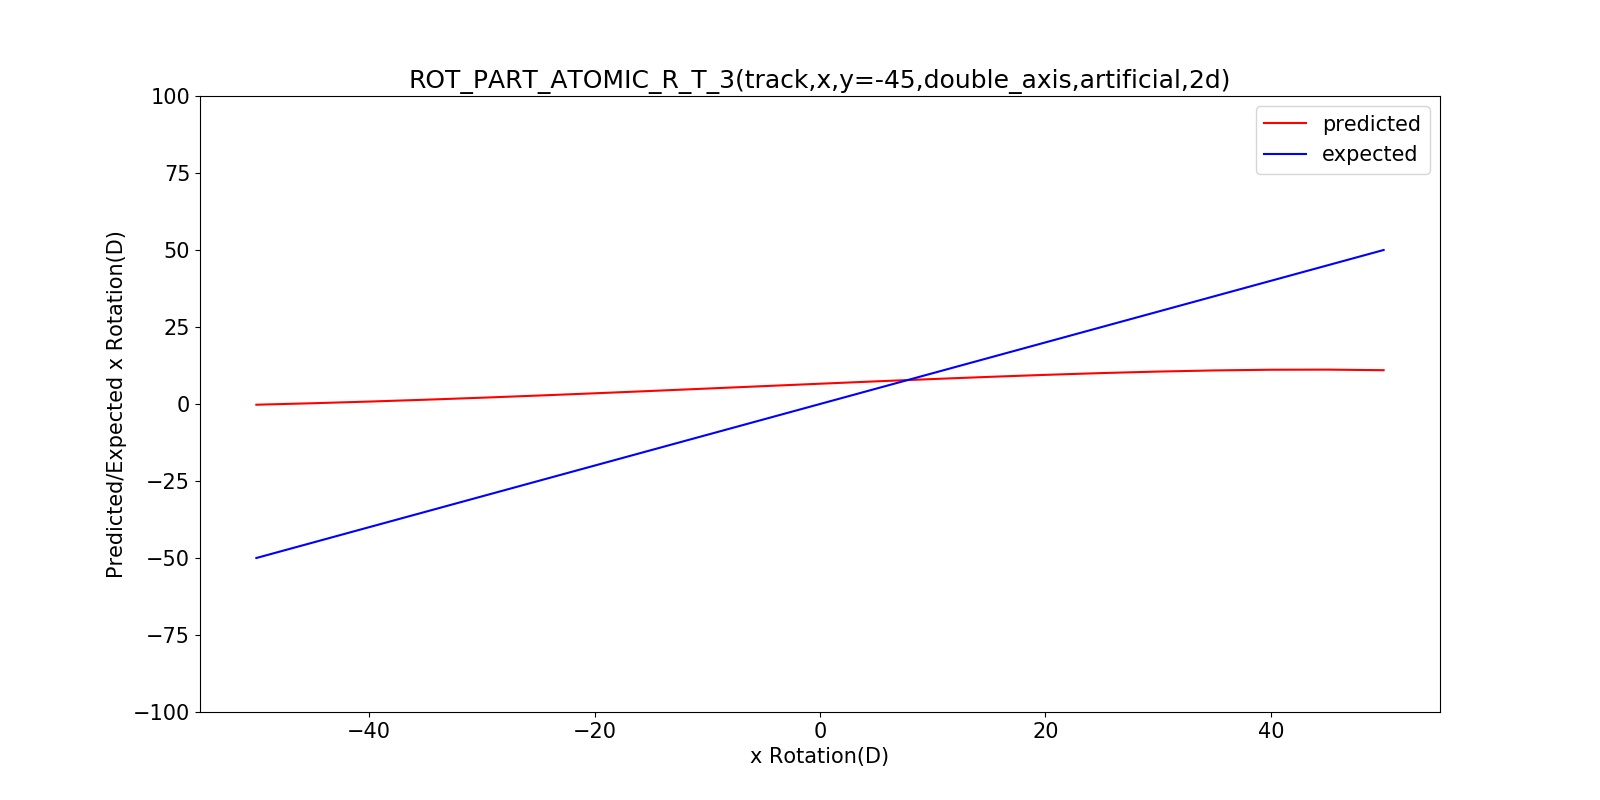 ROT_PART_ATOMIC_R_T_3(track,x,y=-45,double_axis,artificial,2d)
predicted
expected
100
75
50
25
0
−25
−50
−75
−100
Predicted/Expected x Rotation(D)
−40
−20
0
20
40
x Rotation(D)